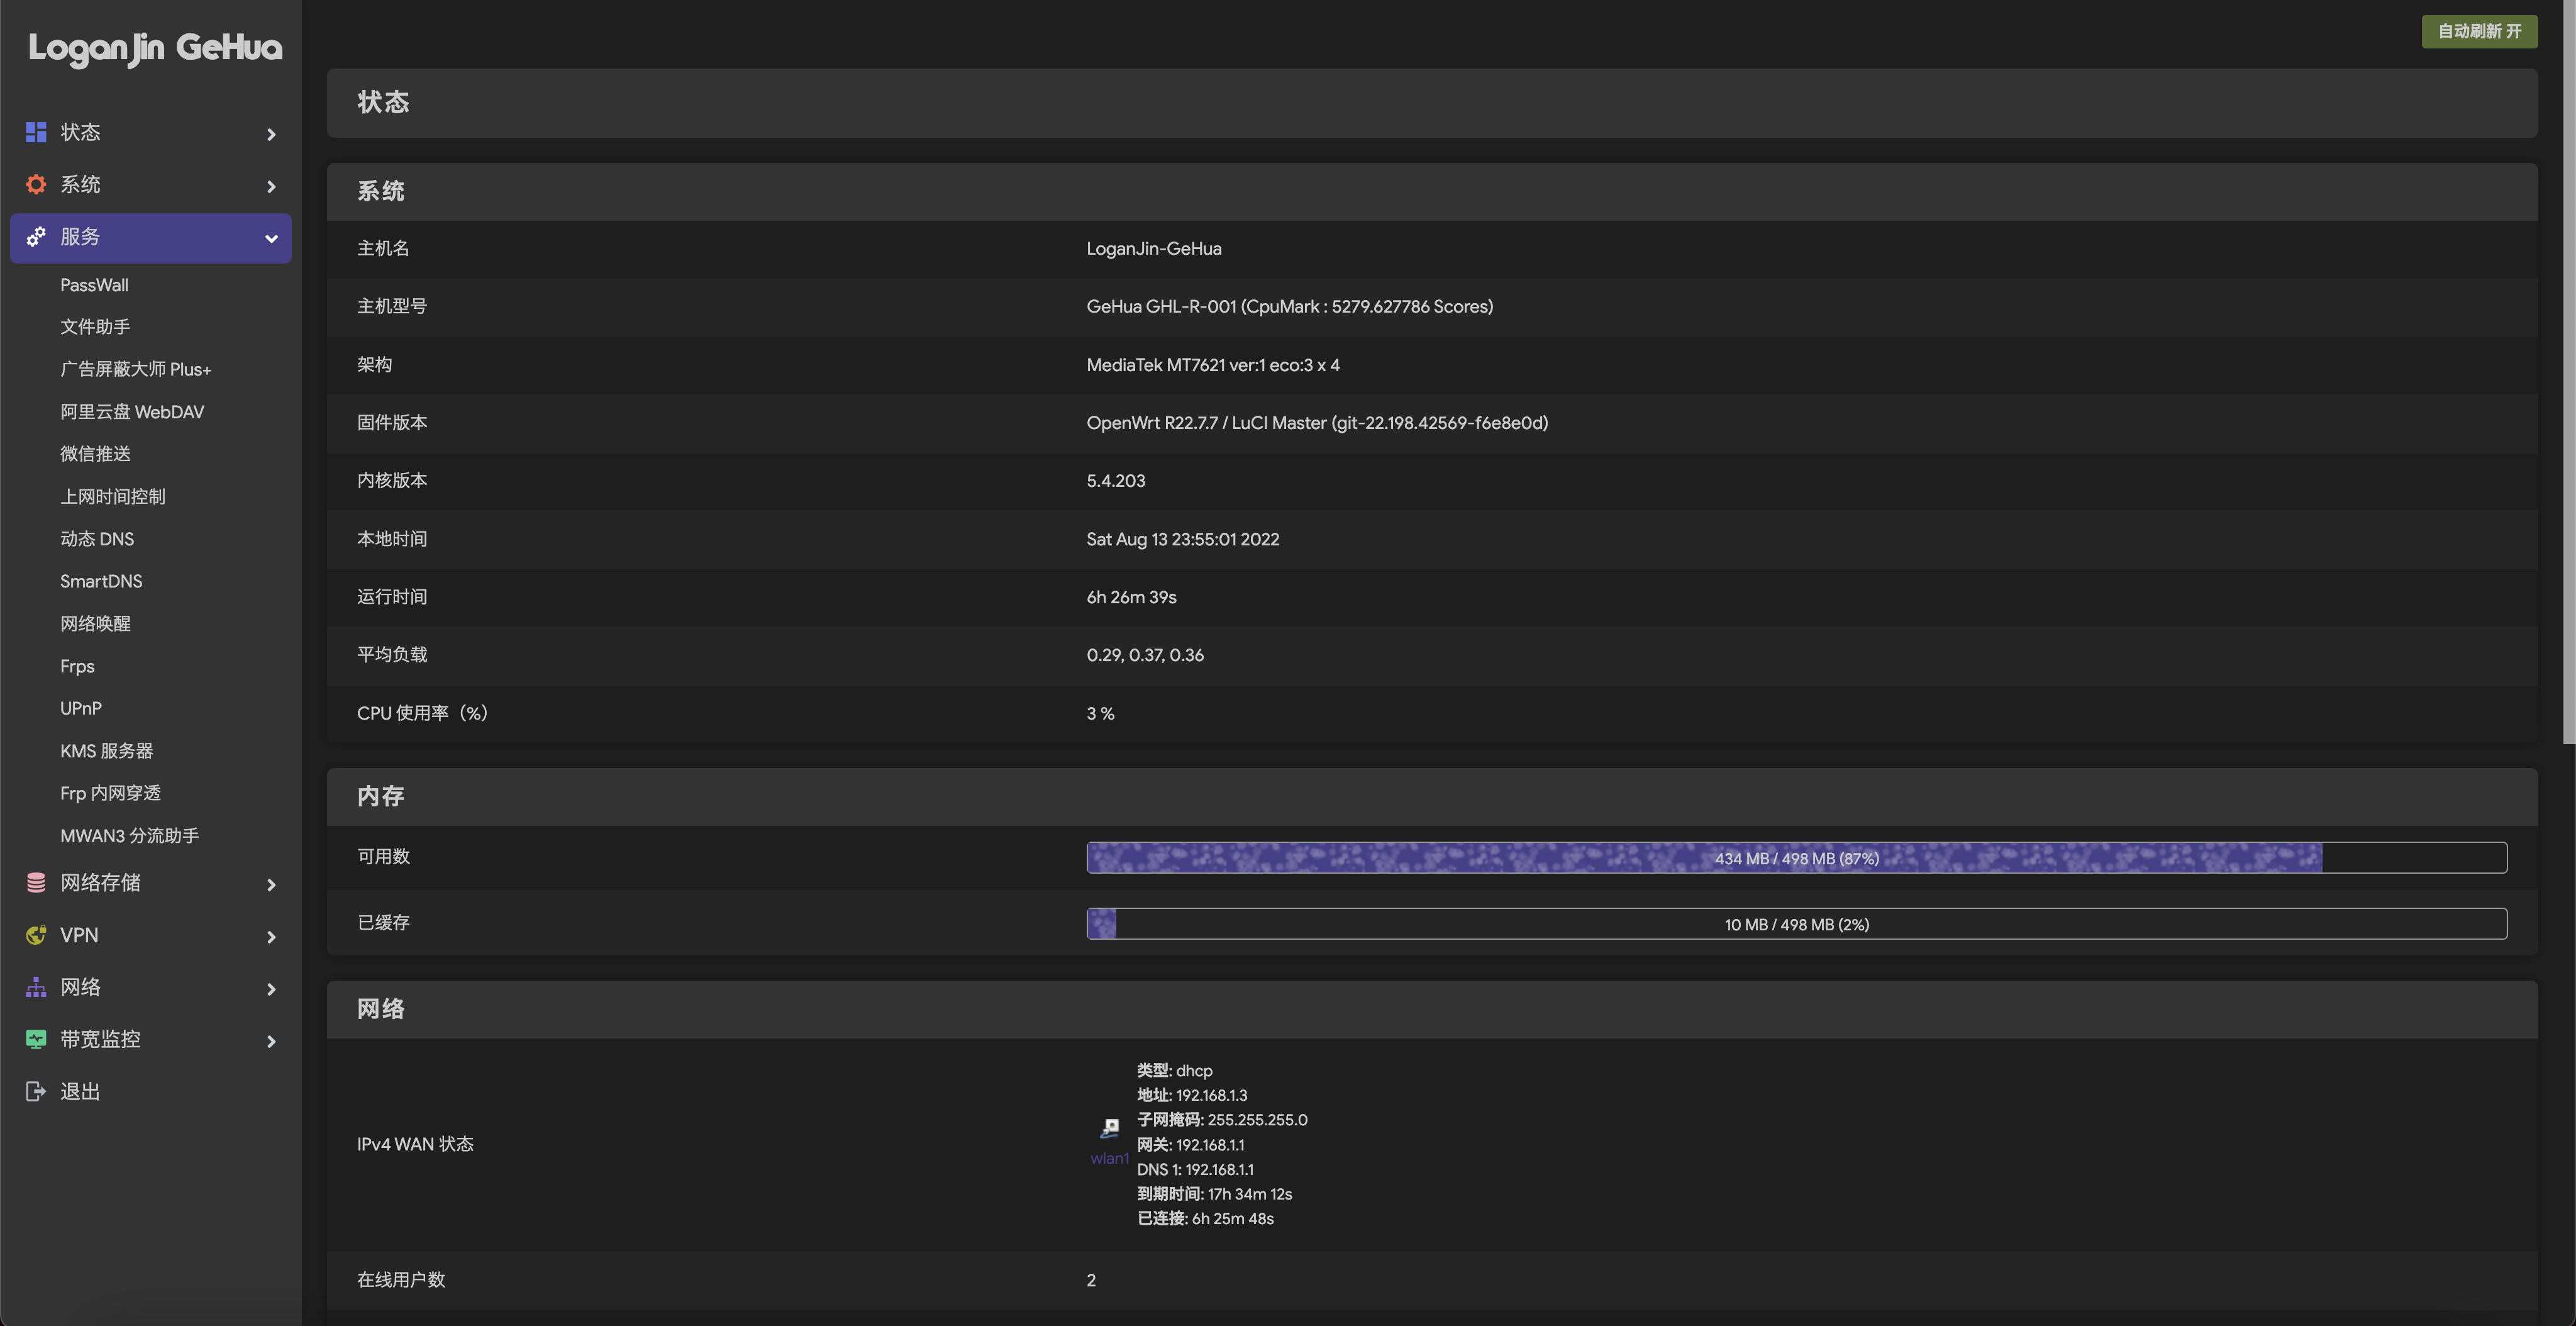 LoganJin GeHua
状态
系统
服务
PassWall
文件助手
广告屏蔽大师 Plus+
阿里云盘 WebDAV
微信推送
上网时间控制
动态 DNS
SmartDNS
网络唤醒
Frps
UPnP
KMS 服务器
Frp 内网穿透
MWAN3 分流助手
网络存储
VPN
网络
带宽监控
退出
自动刷新 开
状态
系统
主机名 LoganJin-GeHua
主机型号 GeHua GHL-R-001 (CpuMark : 5279.627786 Scores)
架构 MediaTek MT7621 ver:1 eco:3 x 4
固件版本 OpenWrt R22.7.7 / LuCI Master (git-22.198.42569-f6e8e0d)
内核版本 5.4.203
本地时间 Sat Aug 13 23:55:01 2022
运行时间 6h 26m 39s
平均负载 0.29, 0.37, 0.36
CPU 使用率（%） 3 %
内存
可用数 434 MB / 498 MB (87%)
已缓存 10 MB / 498 MB (2%)
网络
IPv4 WAN 状态
wlan1
类型: dhcp
地址: 192.168.1.3
子网掩码: 255.255.255.0
网关: 192.168.1.1
DNS 1: 192.168.1.1
到期时间: 17h 34m 12s
已连接: 6h 25m 48s
在线用户数 2